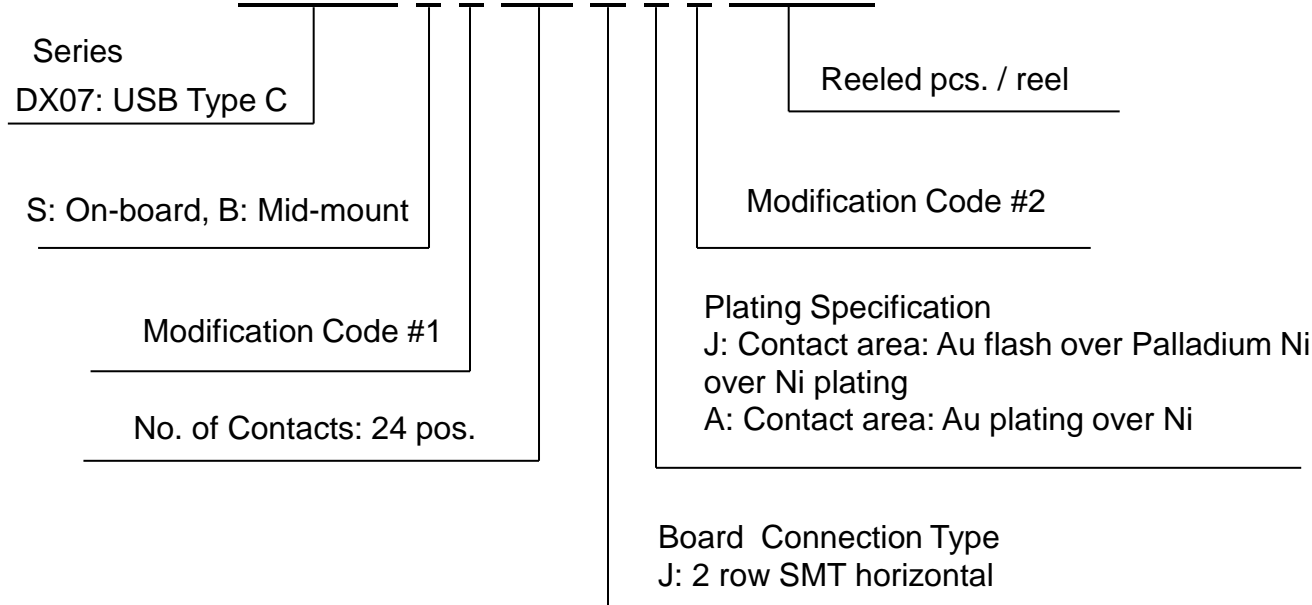 Series
DX07: USB Type C
Reeled pcs. / reel
S: On-board, B: Mid-mount
Modification Code #2
Modification Code #1
Plating Specification
J: Contact area: Au flash over Palladium Ni
over Ni plating
A: Contact area: Au plating over Ni
No. of Contacts: 24 pos.
Board Connection Type
J: 2 row SMT horizontal